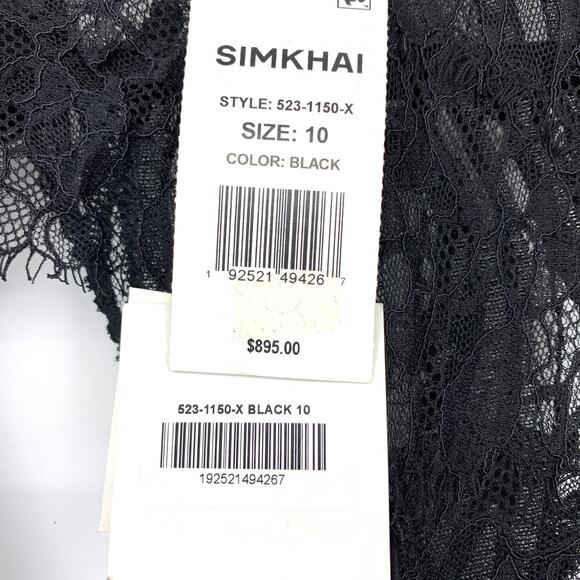 SIMKHAI
STYLE: 523-1150-X
SIZE: 10
COLOR: BLACK
1 92521 49426 7
$895.00
523-1150-X BLACK 10
192521494267